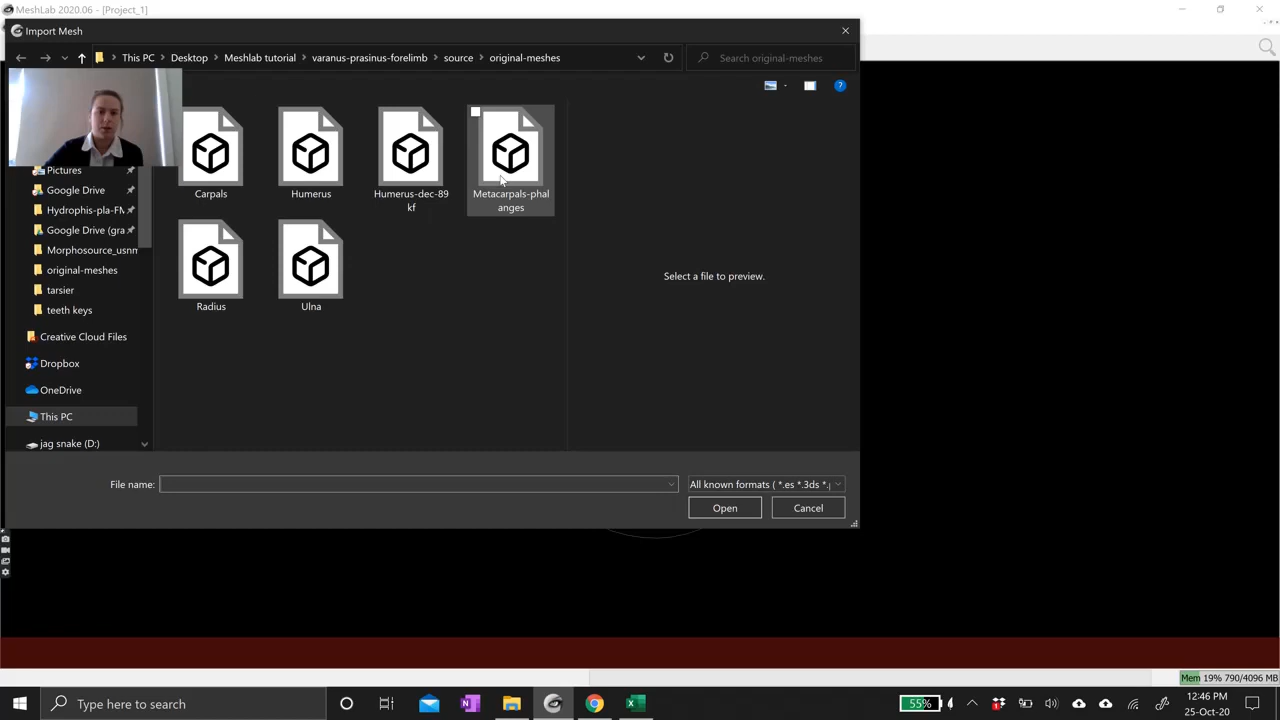 MeshLab 2020.06 - [Project_1]
Import Mesh
This PC
Desktop
Meshlab tutorial
varanus-prasinus-forelimb
source
original-meshes
Search original-meshes
Carpals
Humerus
Humerus-dec-89
kf
Metacarpals-phal
anges
Radius
Ulna
Pictures
Google Drive
Hydrophis-pla-FM
Google Drive (gra
Morphosource_usnm
original-meshes
tarsier
teeth keys
Creative Cloud Files
Dropbox
OneDrive
This PC
jag snake (D:)
Select a file to preview.
File name:
All known formats ( *.es *.3ds *.
Open
Cancel
Mem 19% 790/4096 MB
Type here to search
55%
12:46 PM
25-Oct-20